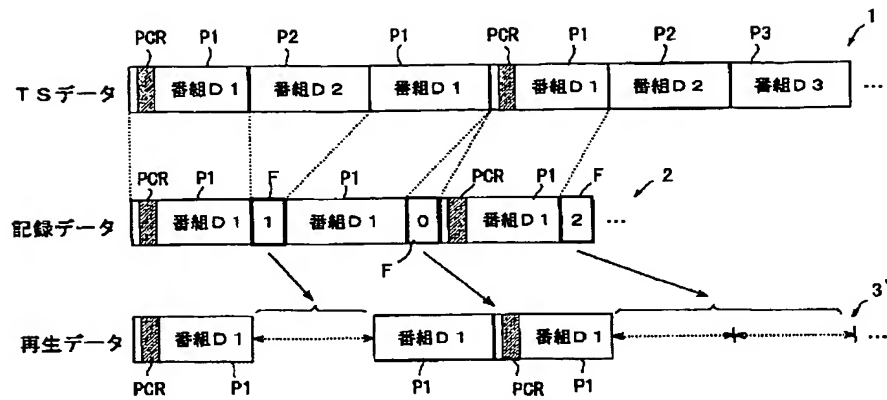 PCR P1 P2 P1 PCR P1 P2 P3 1
TSデータ 番組D1 番組D2 番組D1 番組D1 番組D2 番組D3 …
PCR P1 F P1 PCR P1 F 2
記録データ 番組D1 1 番組D1 0 番組D1 2 …
F
3'
再生データ 番組D1 番組D1 番組D1 …
PCR P1 P1 PCR P1